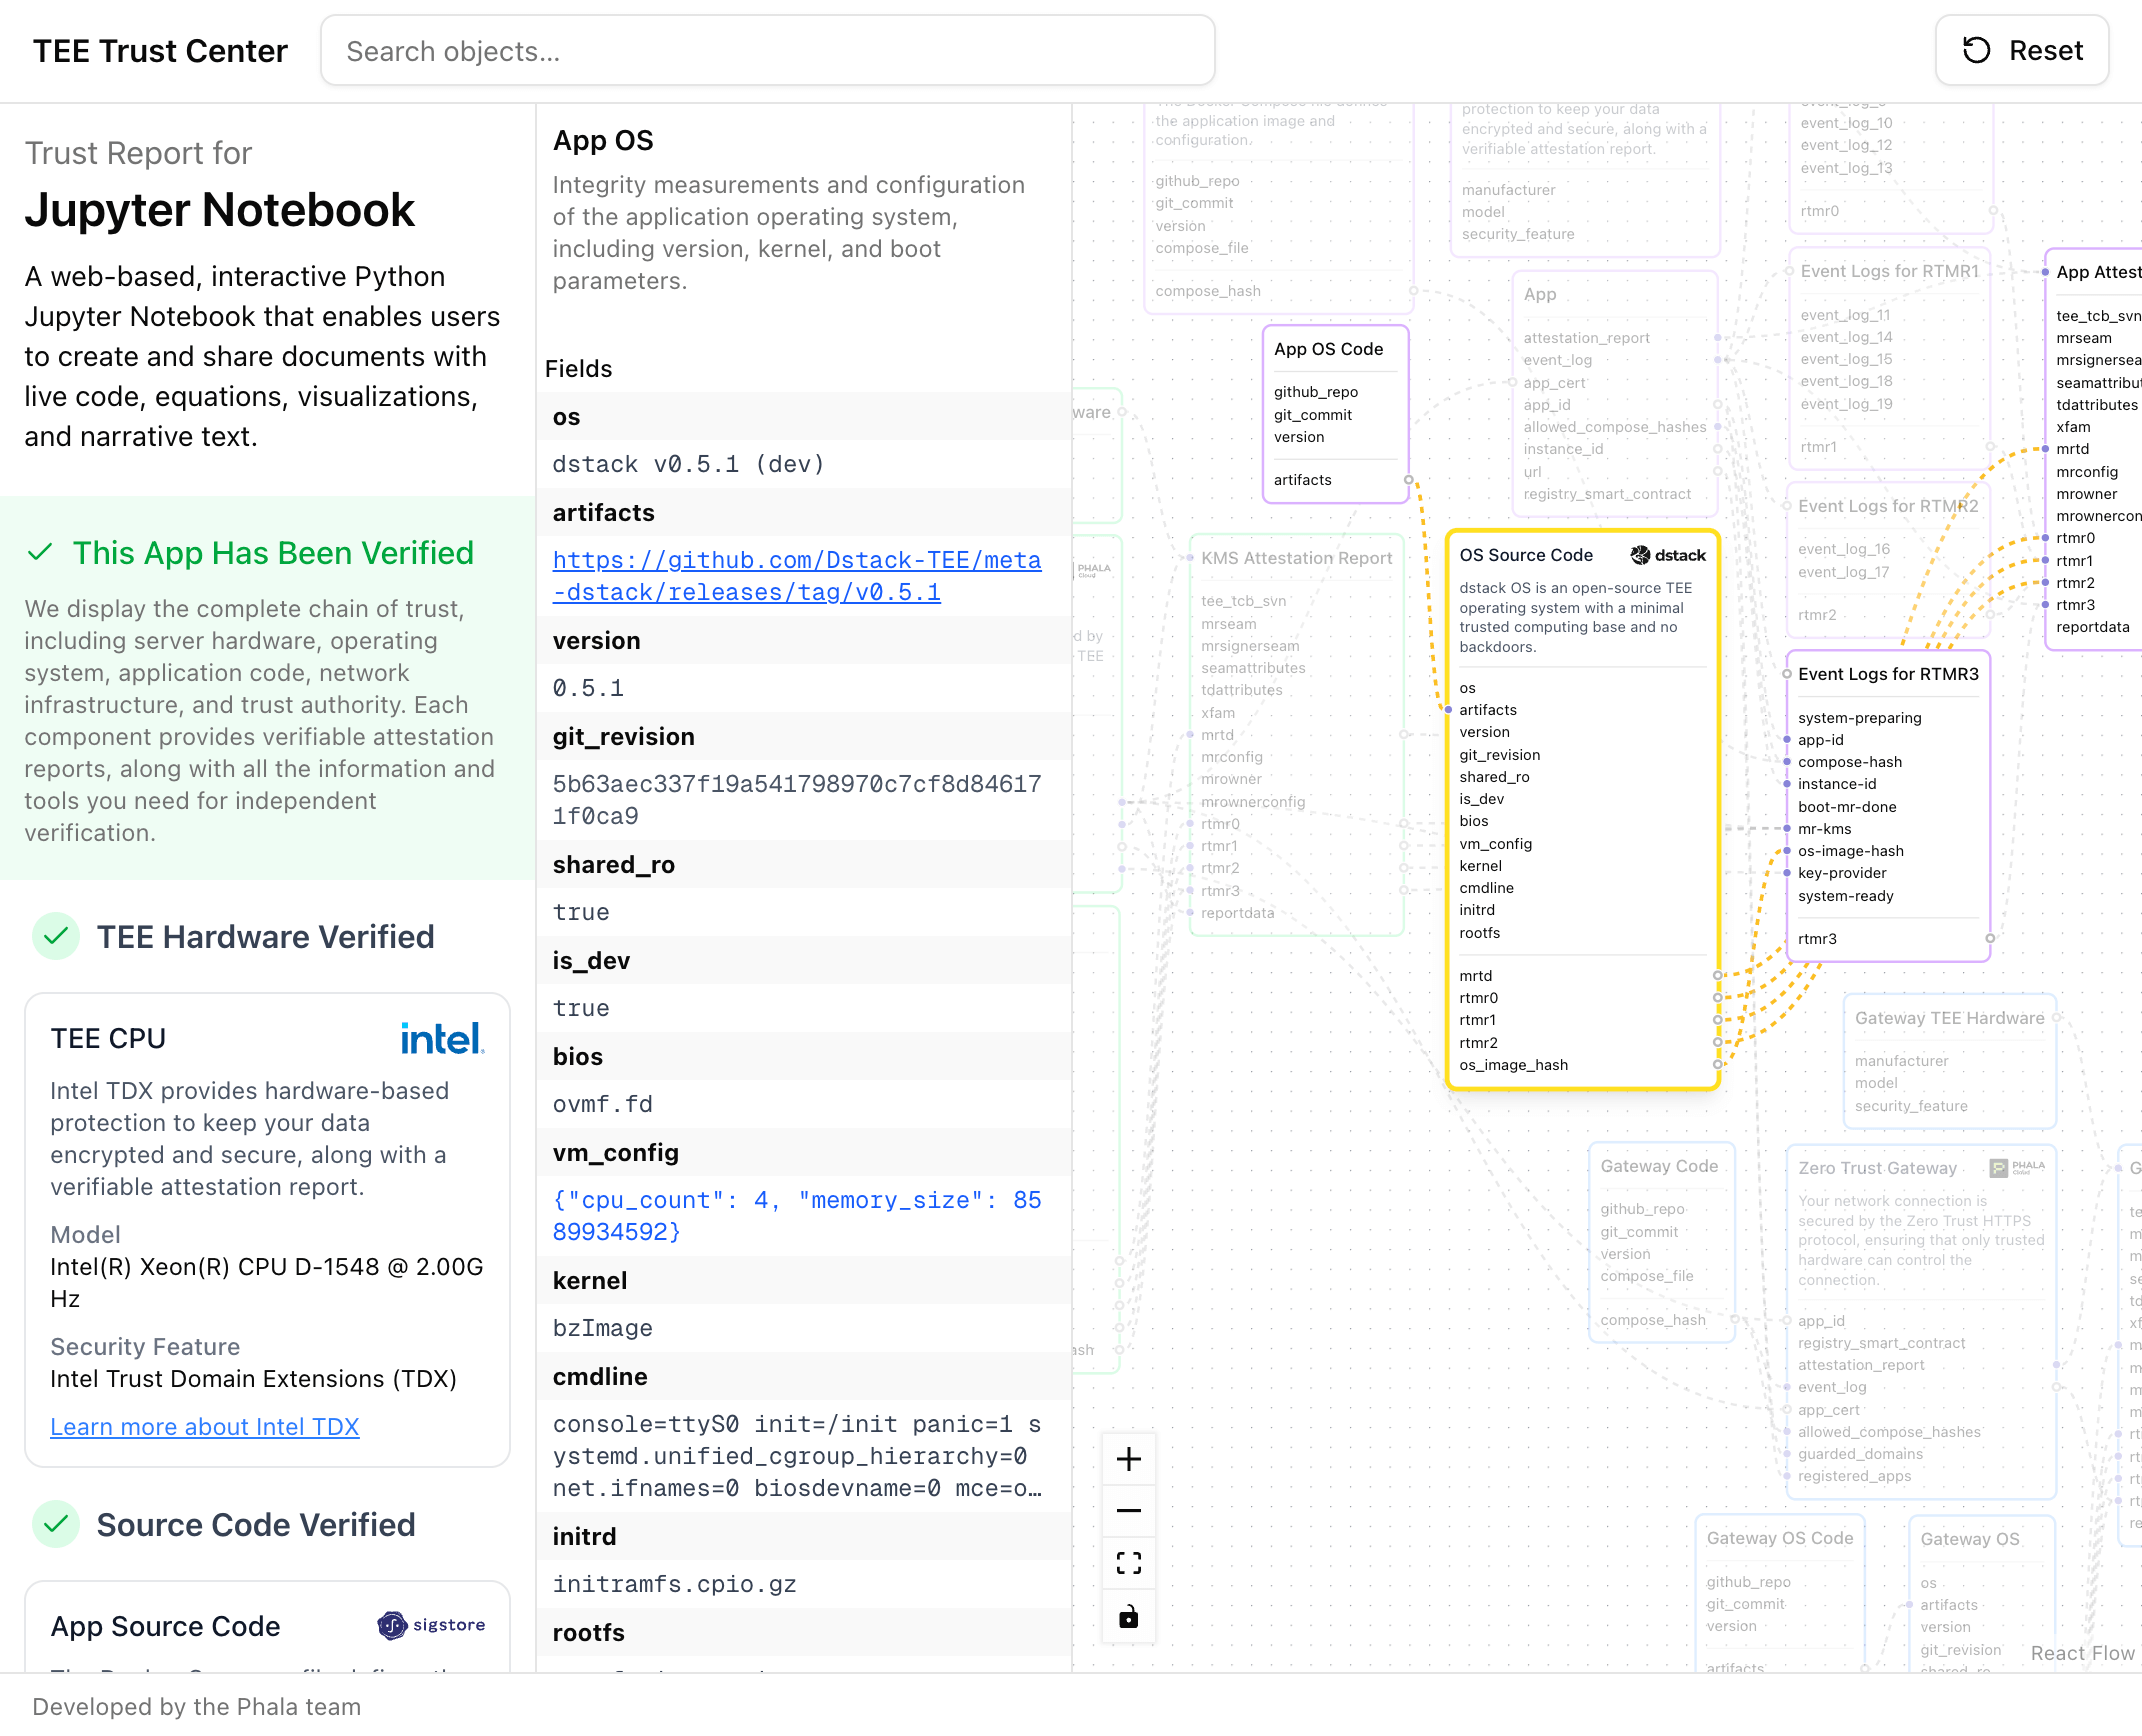 TEE Trust Center
Search objects...
Reset
Trust Report for
Jupyter Notebook
A web-based, interactive Python
Jupyter Notebook that enables users
to create and share documents with
live code, equations, visualizations,
and narrative text.
This App Has Been Verified
We display the complete chain of trust,
including server hardware, operating
system, application code, network
infrastructure, and trust authority. Each
component provides verifiable attestation
reports, along with all the information and
tools you need for independent
verification.
TEE Hardware Verified
TEE CPU
intel
Intel TDX provides hardware-based
protection to keep your data
encrypted and secure, along with a
verifiable attestation report.
Model
Intel(R) Xeon(R) CPU D-1548 @ 2.00G
Hz
Security Feature
Intel Trust Domain Extensions (TDX)
Learn more about Intel TDX
Source Code Verified
App Source Code
sigstore
App OS
Integrity measurements and configuration
of the application operating system,
including version, kernel, and boot
parameters.
Fields
os
dstack v0.5.1 (dev)
artifacts
https://github.com/Dstack-TEE/meta
-dstack/releases/tag/v0.5.1
version
0.5.1
git_revision
5b63aec337f19a541798970c7cf8d84617
1f0ca9
shared_ro
true
is_dev
true
bios
ovmf.fd
vm_config
{"cpu_count": 4, "memory_size": 85
89934592}
kernel
bzImage
cmdline
console=ttyS0 init=/init panic=1 s
ystemd.unified_cgroup_hierarchy=0
net.ifnames=0 biosdevname=0 mce=o…
initrd
initramfs.cpio.gz
rootfs
The Docker Compose file defines
the application image and
configuration.
github_repo
git_commit
version
compose_file
compose_hash
protection to keep your data
encrypted and secure, along with a
verifiable attestation report.
manufacturer
model
security_feature
event_log_10
event_log_12
event_log_13
rtmr0
App OS Code
github_repo
git_commit
version
artifacts
App
attestation_report
event_log
app_cert
app_id
allowed_compose_hashes
instance_id
url
registry_smart_contract
Event Logs for RTMR1
event_log_11
event_log_14
event_log_15
event_log_18
event_log_19
rtmr1
Event Logs for RTMR2
event_log_16
event_log_17
rtmr2
App Attest
tee_tcb_svn
mrseam
mrsignersea
seamattribut
tdattributes
xfam
mrtd
mrconfig
mrowner
mrownercon
rtmr0
rtmr1
rtmr2
rtmr3
reportdata
ware
PHALA
Cloud
d by
TEE
ash
KMS Attestation Report
tee_tcb_svn
mrseam
mrsignerseam
seamattributes
tdattributes
xfam
mrtd
mrconfig
mrowner
mrownerconfig
rtmr0
rtmr1
rtmr2
rtmr3
reportdata
OS Source Code
dstack
dstack OS is an open-source TEE
operating system with a minimal
trusted computing base and no
backdoors.
os
artifacts
version
git_revision
shared_ro
is_dev
bios
vm_config
kernel
cmdline
initrd
rootfs
mrtd
rtmr0
rtmr1
rtmr2
os_image_hash
Event Logs for RTMR3
system-preparing
app-id
compose-hash
instance-id
boot-mr-done
mr-kms
os-image-hash
key-provider
system-ready
rtmr3
Gateway TEE Hardware
manufacturer
model
security_feature
Gateway Code
github_repo
git_commit
version
compose_file
compose_hash
Zero Trust Gateway
PHALA
Cloud
Your network connection is
secured by the Zero Trust HTTPS
protocol, ensuring that only trusted
hardware can control the
connection.
app_id
registry_smart_contract
attestation_report
event_log
app_cert
allowed_compose_hashes
guarded_domains
registered_apps
Gateway OS Code
github_repo
git_commit
version
artifacts
Gateway OS
os
artifacts
version
git_revision
shared_ro
React Flow
Developed by the Phala team